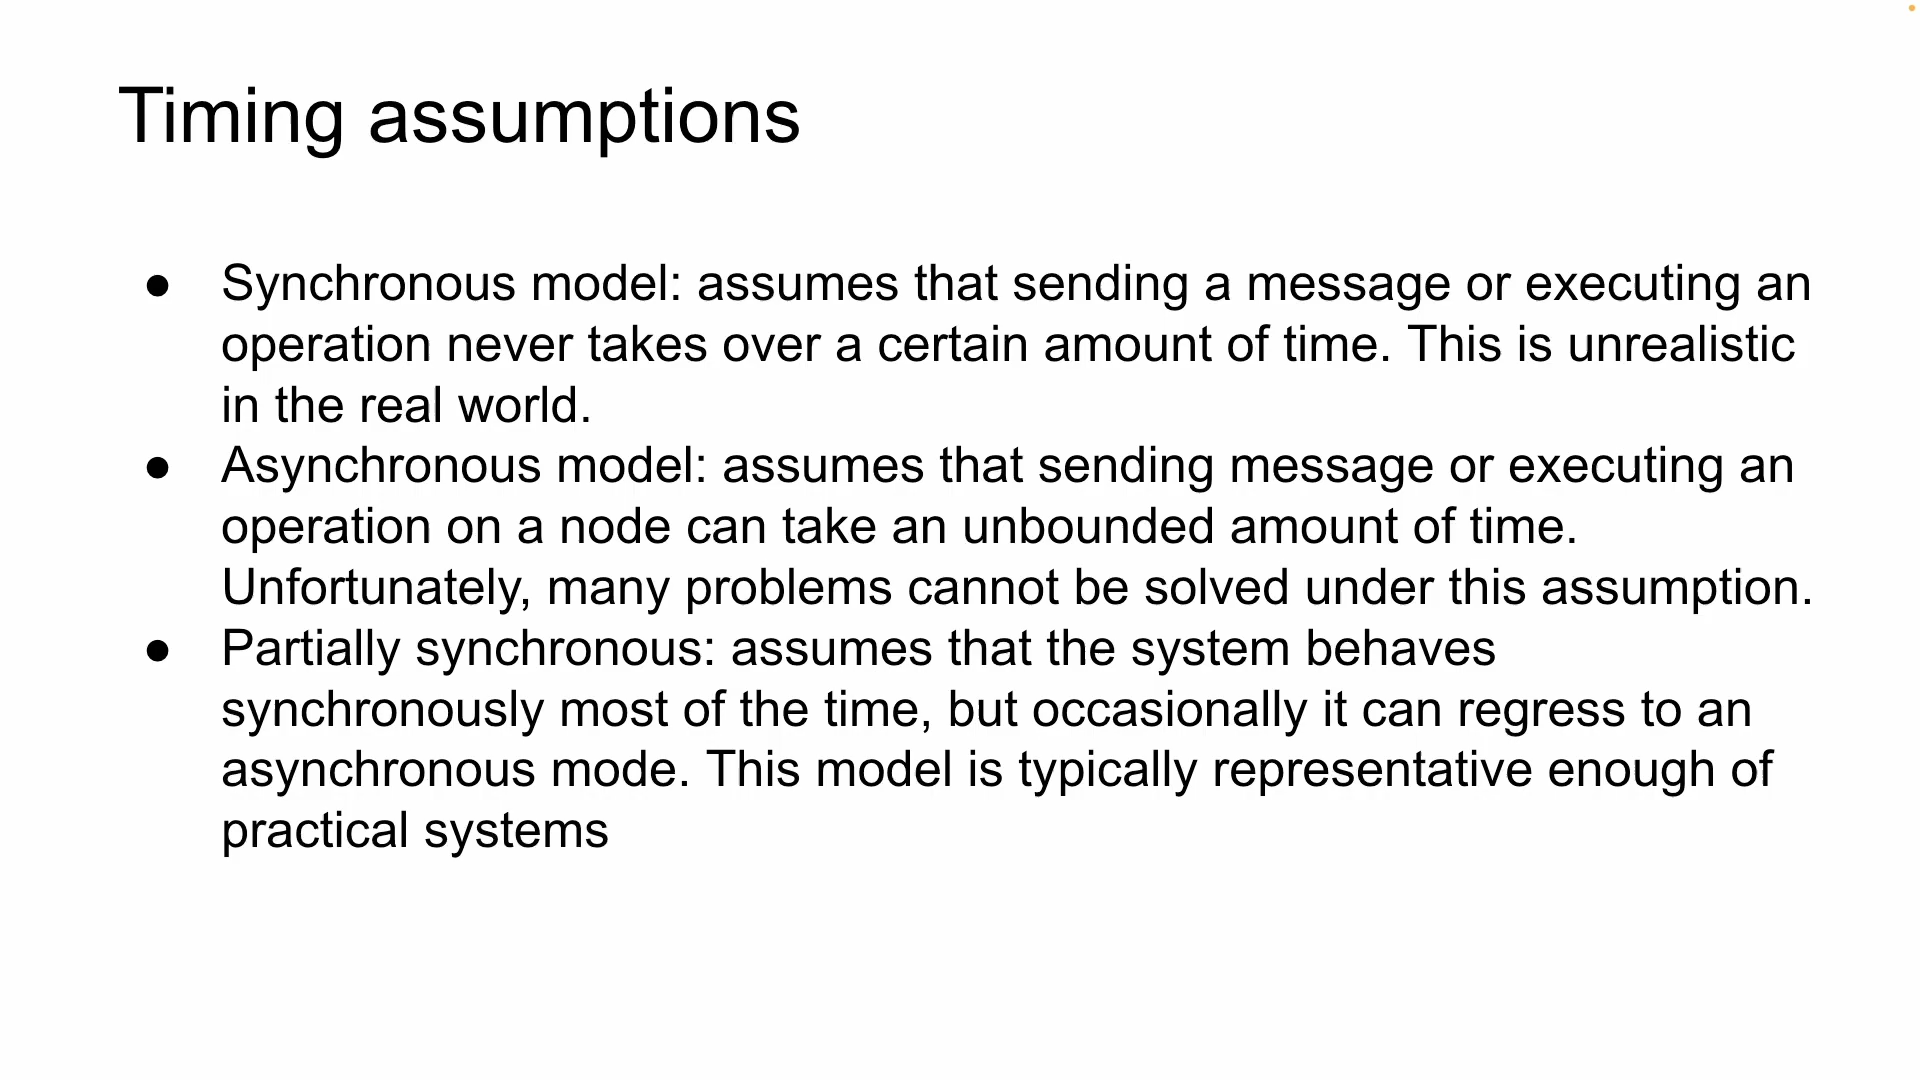 Timing assumptions
● Synchronous model: assumes that sending a message or executing an
operation never takes over a certain amount of time. This is unrealistic
in the real world.
● Asynchronous model: assumes that sending message or executing an
operation on a node can take an unbounded amount of time.
Unfortunately, many problems cannot be solved under this assumption.
● Partially synchronous: assumes that the system behaves
synchronously most of the time, but occasionally it can regress to an
asynchronous mode. This model is typically representative enough of
practical systems